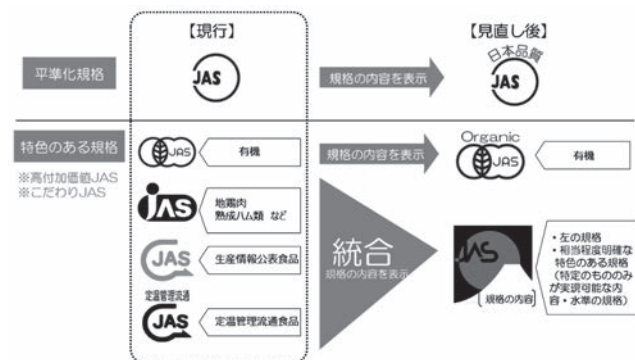 【現行】
【見直し後】
平準化規格
JAS
規格の内容を表示
日本品質
JAS
特色のある規格
※高付加価値JAS
※こだわりJAS
JAS
有機
規格の内容を表示
Organic
JAS
有機
JAS
地鶏肉
熟成ハム類 など
JAS
生産情報公表食品
定温管理流通
JAS
定温管理流通食品
統合
規格の内容を表示
JAS
規格の内容
・左の規格
・相当程度明確な
特色のある規格
（特定のもののみ
が実現可能な内
容・水準の規格）